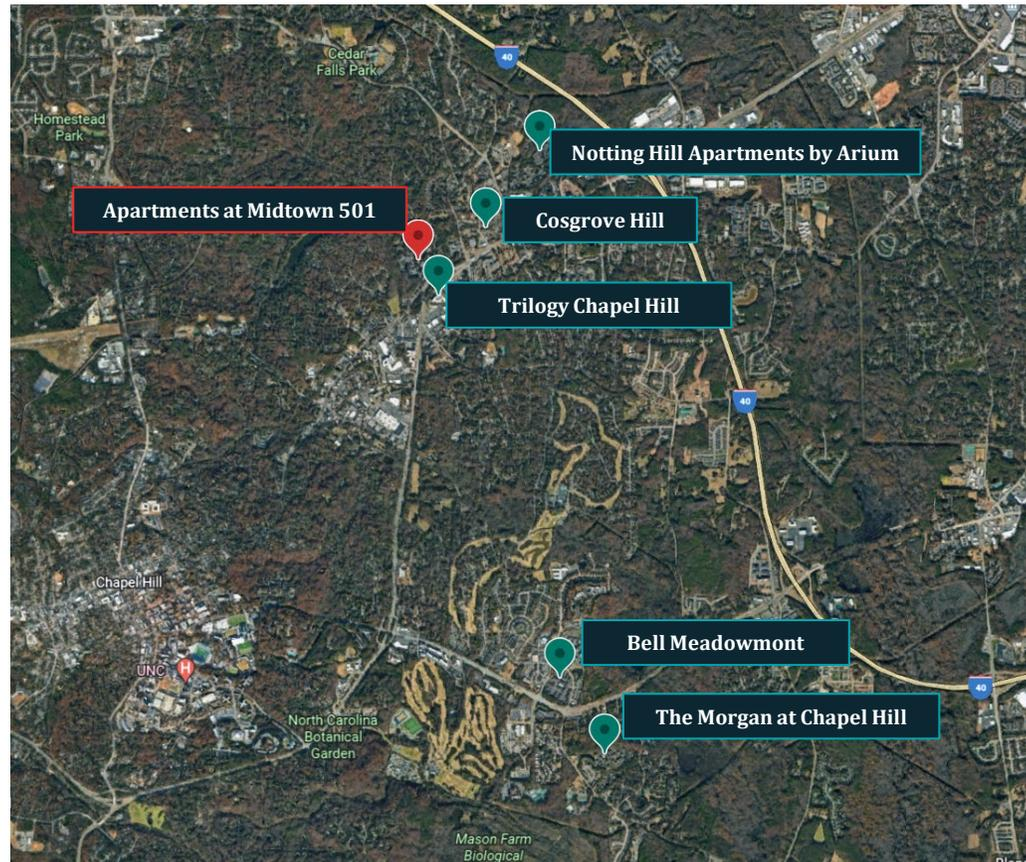 40
Cedar
Falls Park
Homestead
Park
Notting Hill Apartments by Arium
Apartments at Midtown 501
Cosgrove Hill
Trilogy Chapel Hill
40
Chapel Hill
Bell Meadowmont
UNC
H
40
The Morgan at Chapel Hill
North Carolina
Botanical
Garden
Mason Farm
Biological